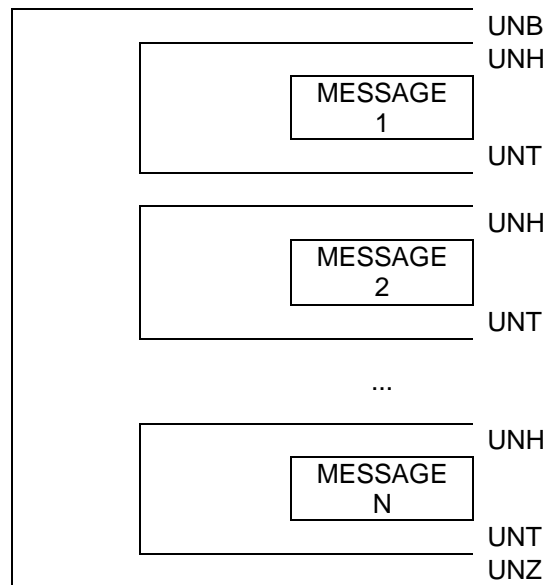 UNB
UNH
MESSAGE
1
UNT
UNH
MESSAGE
2
UNT
...
UNH
MESSAGE
N
UNT
UNZ